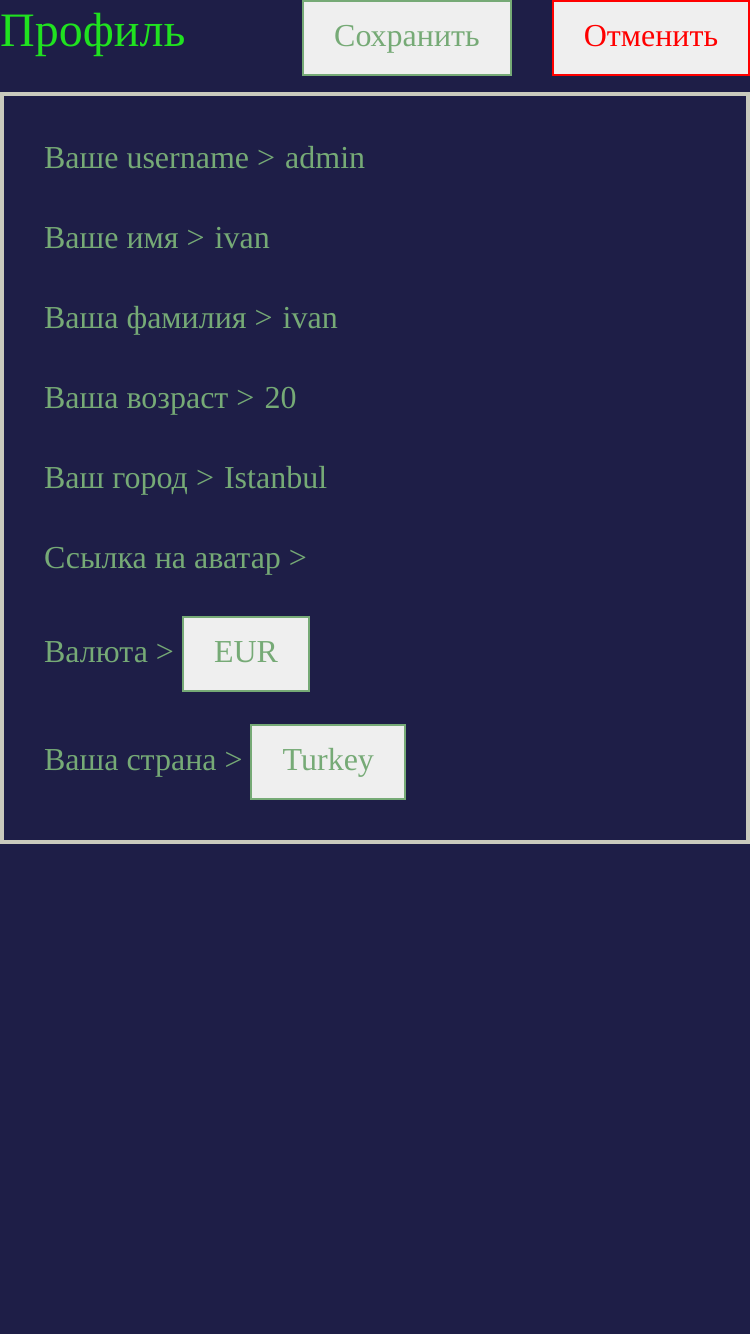 Профиль Сохранить Отменить
Ваше username > admin
Ваше имя > ivan
Ваша фамилия > ivan
Ваша возраст > 20
Ваш город > Istanbul
Ссылка на аватар >
Валюта > EUR
Ваша страна > Turkey